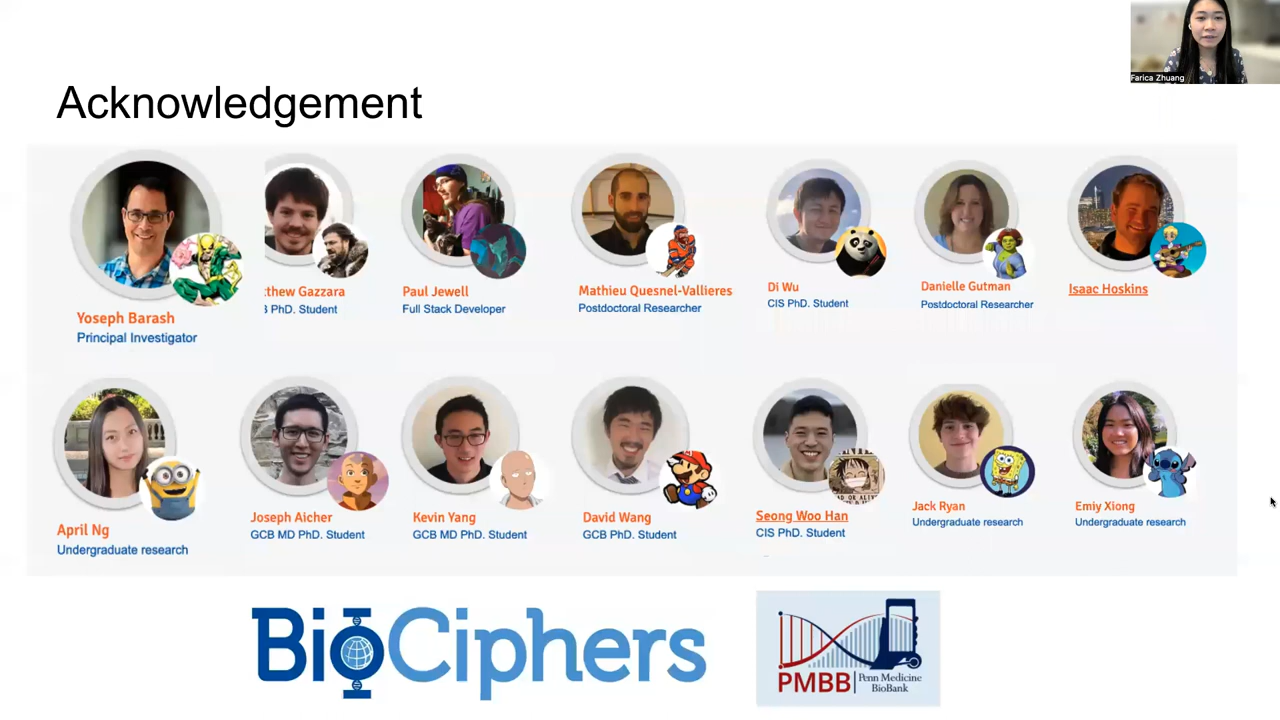 Farica Zhuang
Acknowledgement
Yoseph Barash
Principal Investigator
tthew Gazzara
PhD. Student
Paul Jewell
Full Stack Developer
Mathieu Quesnel-Vallieres
Postdoctoral Researcher
Di Wu
CIS PhD. Student
Danielle Gutman
Postdoctoral Researcher
Isaac Hoskins
April Ng
Undergraduate research
Joseph Aicher
GCB MD PhD. Student
Kevin Yang
GCB MD PhD. Student
David Wang
GCB PhD. Student
Seong Woo Han
CIS PhD. Student
Jack Ryan
Undergraduate research
Emiy Xiong
Undergraduate research
BioCiphers
PMBB
Penn Medicine
BioBank